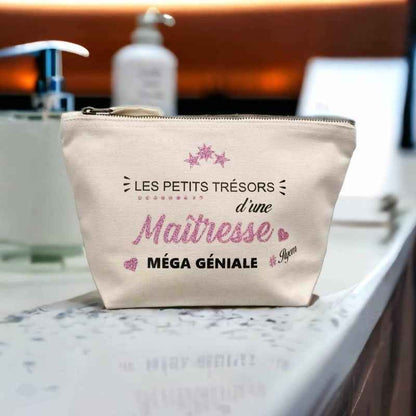 LES PETITS TRÉSORS
d'une
Maîtresse
MÉGA GÉNIALE